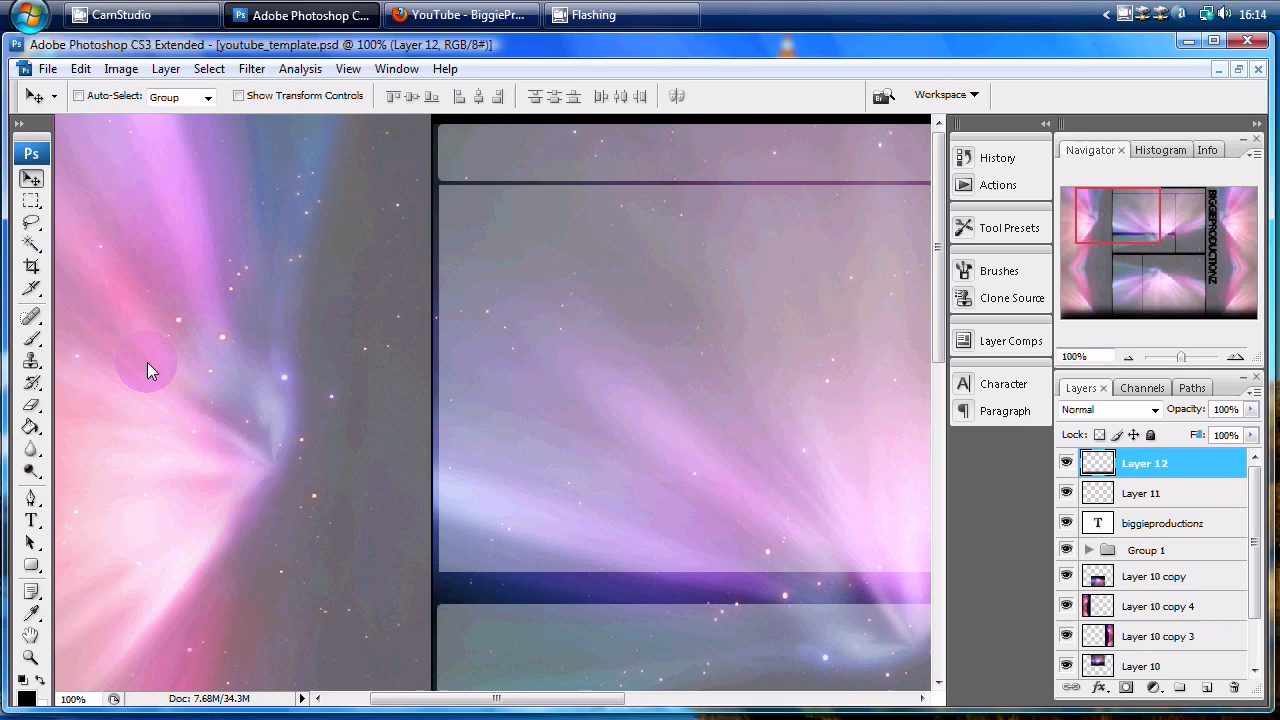 CamStudio
Adobe Photoshop C...
YouTube - BiggiePr...
Flashing
16:14
Adobe Photoshop CS3 Extended - [youtube_template.psd @ 100% (Layer 12, RGB/8#)]
File Edit Image Layer Select Filter Analysis View Window Help
Auto-Select: Group Show Transform Controls
Br Workspace
Ps
History
Actions
Tool Presets
Brushes
Clone Source
Layer Comps
Character
Paragraph
Navigator Histogram Info
BIGGIEPRODUCTIONZ
100%
Layers Channels Paths
Normal Opacity: 100%
Lock: Fill: 100%
Layer 12
Layer 11
T biggieproductionz
Group 1
Layer 10 copy
Layer 10 copy 4
Layer 10 copy 3
Layer 10
100% Doc: 7.68M/34.3M